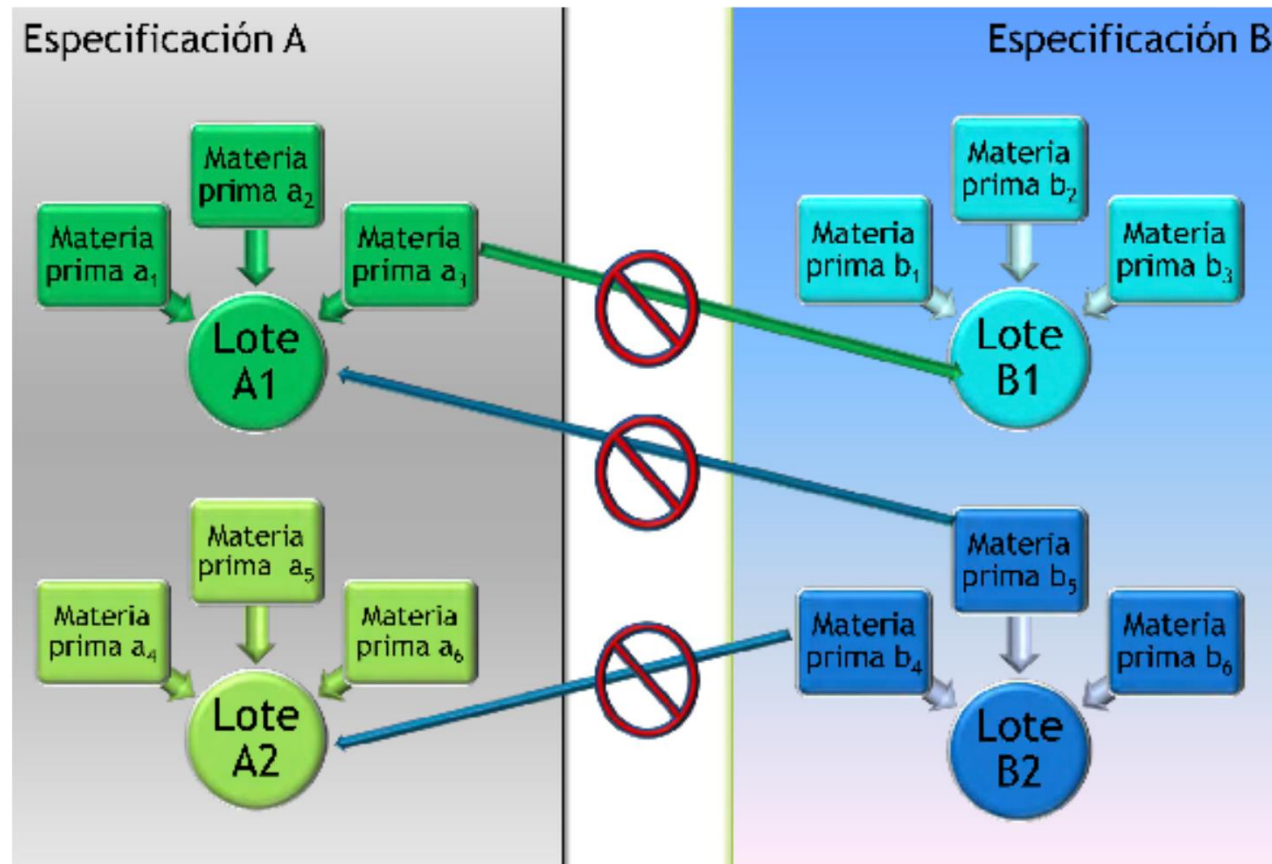 Especificación A
Materia
prima a₂
Materia
prima a₁
Materia
prima a₃
Lote
A1
Materia
prima a₅
Materia
prima a₄
Materia
prima a₆
Lote
A2
Especificación B
Materia
prima b₂
Materia
prima b₁
Materia
prima b₃
Lote
B1
Materia
prima b₅
Materia
prima b₄
Materia
prima b₆
Lote
B2